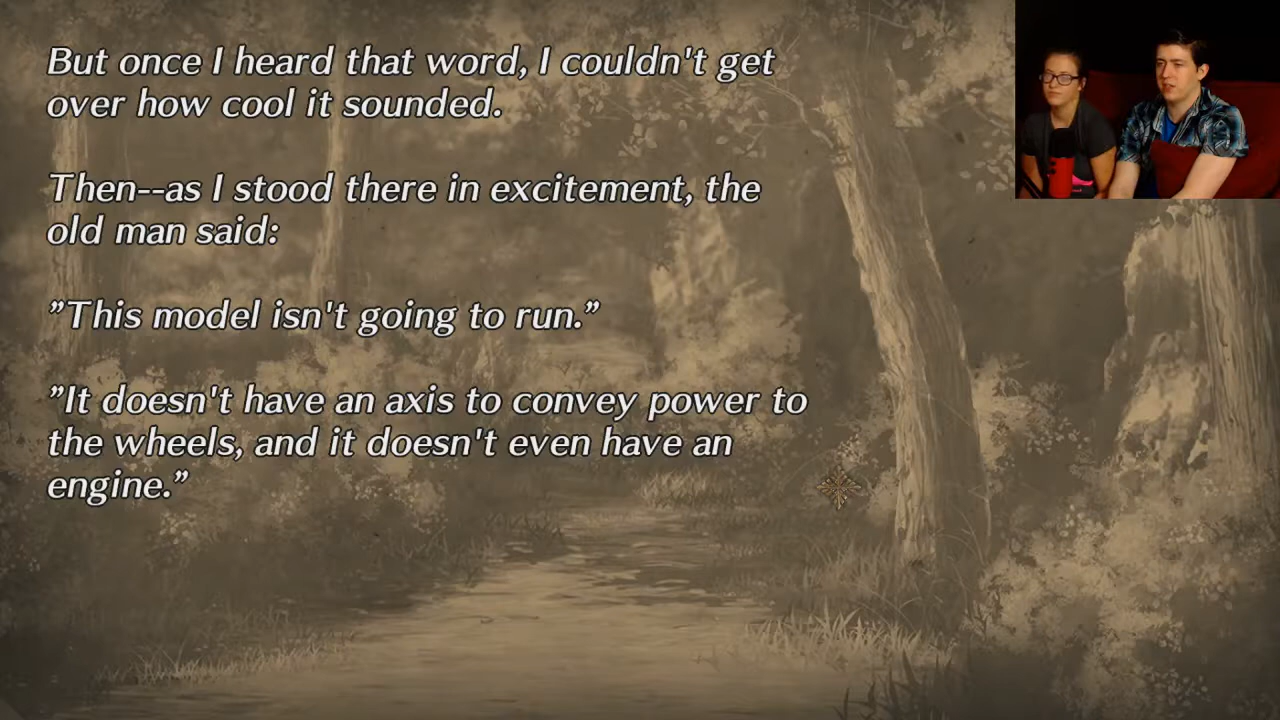 But once I heard that word, I couldn't get
over how cool it sounded.
Then--as I stood there in excitement, the
old man said:
”This model isn't going to run.”
”It doesn't have an axis to convey power to
the wheels, and it doesn't even have an
engine.”